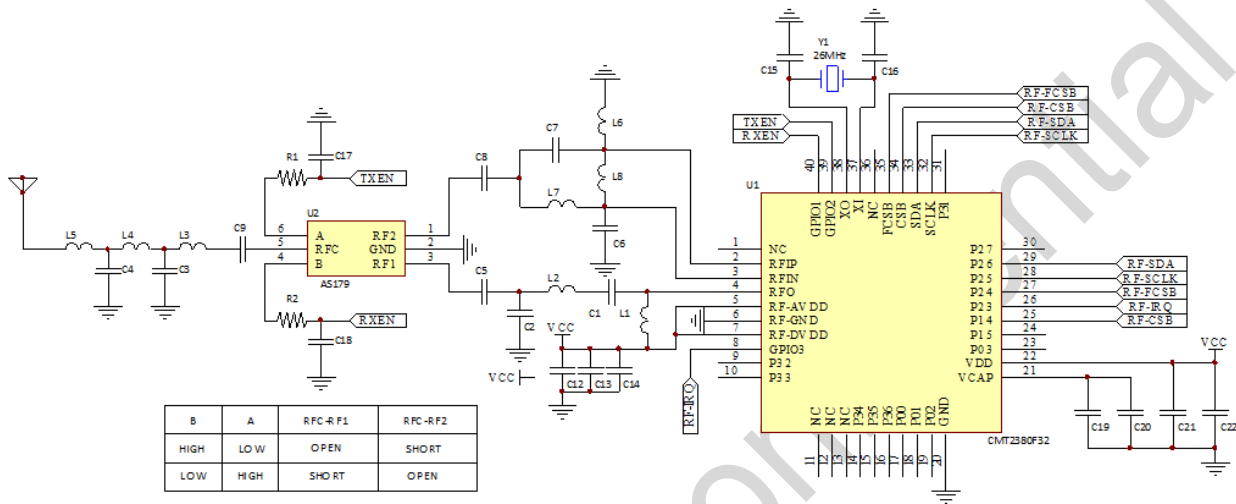 Y1
26MHz
C15
C16
RF-FCSB
RF-CSB
RF-SDA
RF-SCLK
TXEN
RXEN
40
39
38
37
36
35
34
33
32
31
C17
R1
TXEN
C7
L6
C8
L8
L7
C6
U2
6
A
RF2
1
5
RFC
GND
2
4
B
RF1
3
AS179
L5
L4
L3
C9
C4
C3
R2
RXEN
C18
C5
L2
C2
C1
L1
VCC
VCC
C12
C13
C14
RF-IRQ
U1
GPIO1
GPIO2
XO
XI
NC
FCSB
CSB
SDA
SCLK
P31
1
NC
P27
30
2
RFIP
P26
29
RF-SDA
3
RFIN
P25
28
RF-SCLK
4
RFO
P24
27
RF-FCSB
5
RF-AVDD
P23
26
RF-IRQ
6
RF-GND
P14
25
RF-CSB
7
RF-DVDD
P15
24
8
GPIO3
P03
23
9
P32
VDD
22
10
P33
VCAP
21
VCC
NC
NC
NC
P34
P35
P36
P00
P01
P02
GND
11
12
13
14
15
16
17
18
19
20
CMT2380F32
C19
C20
C21
C22
B A RFC-RF1 RFC-RF2
HIGH LOW OPEN SHORT
LOW HIGH SHORT OPEN